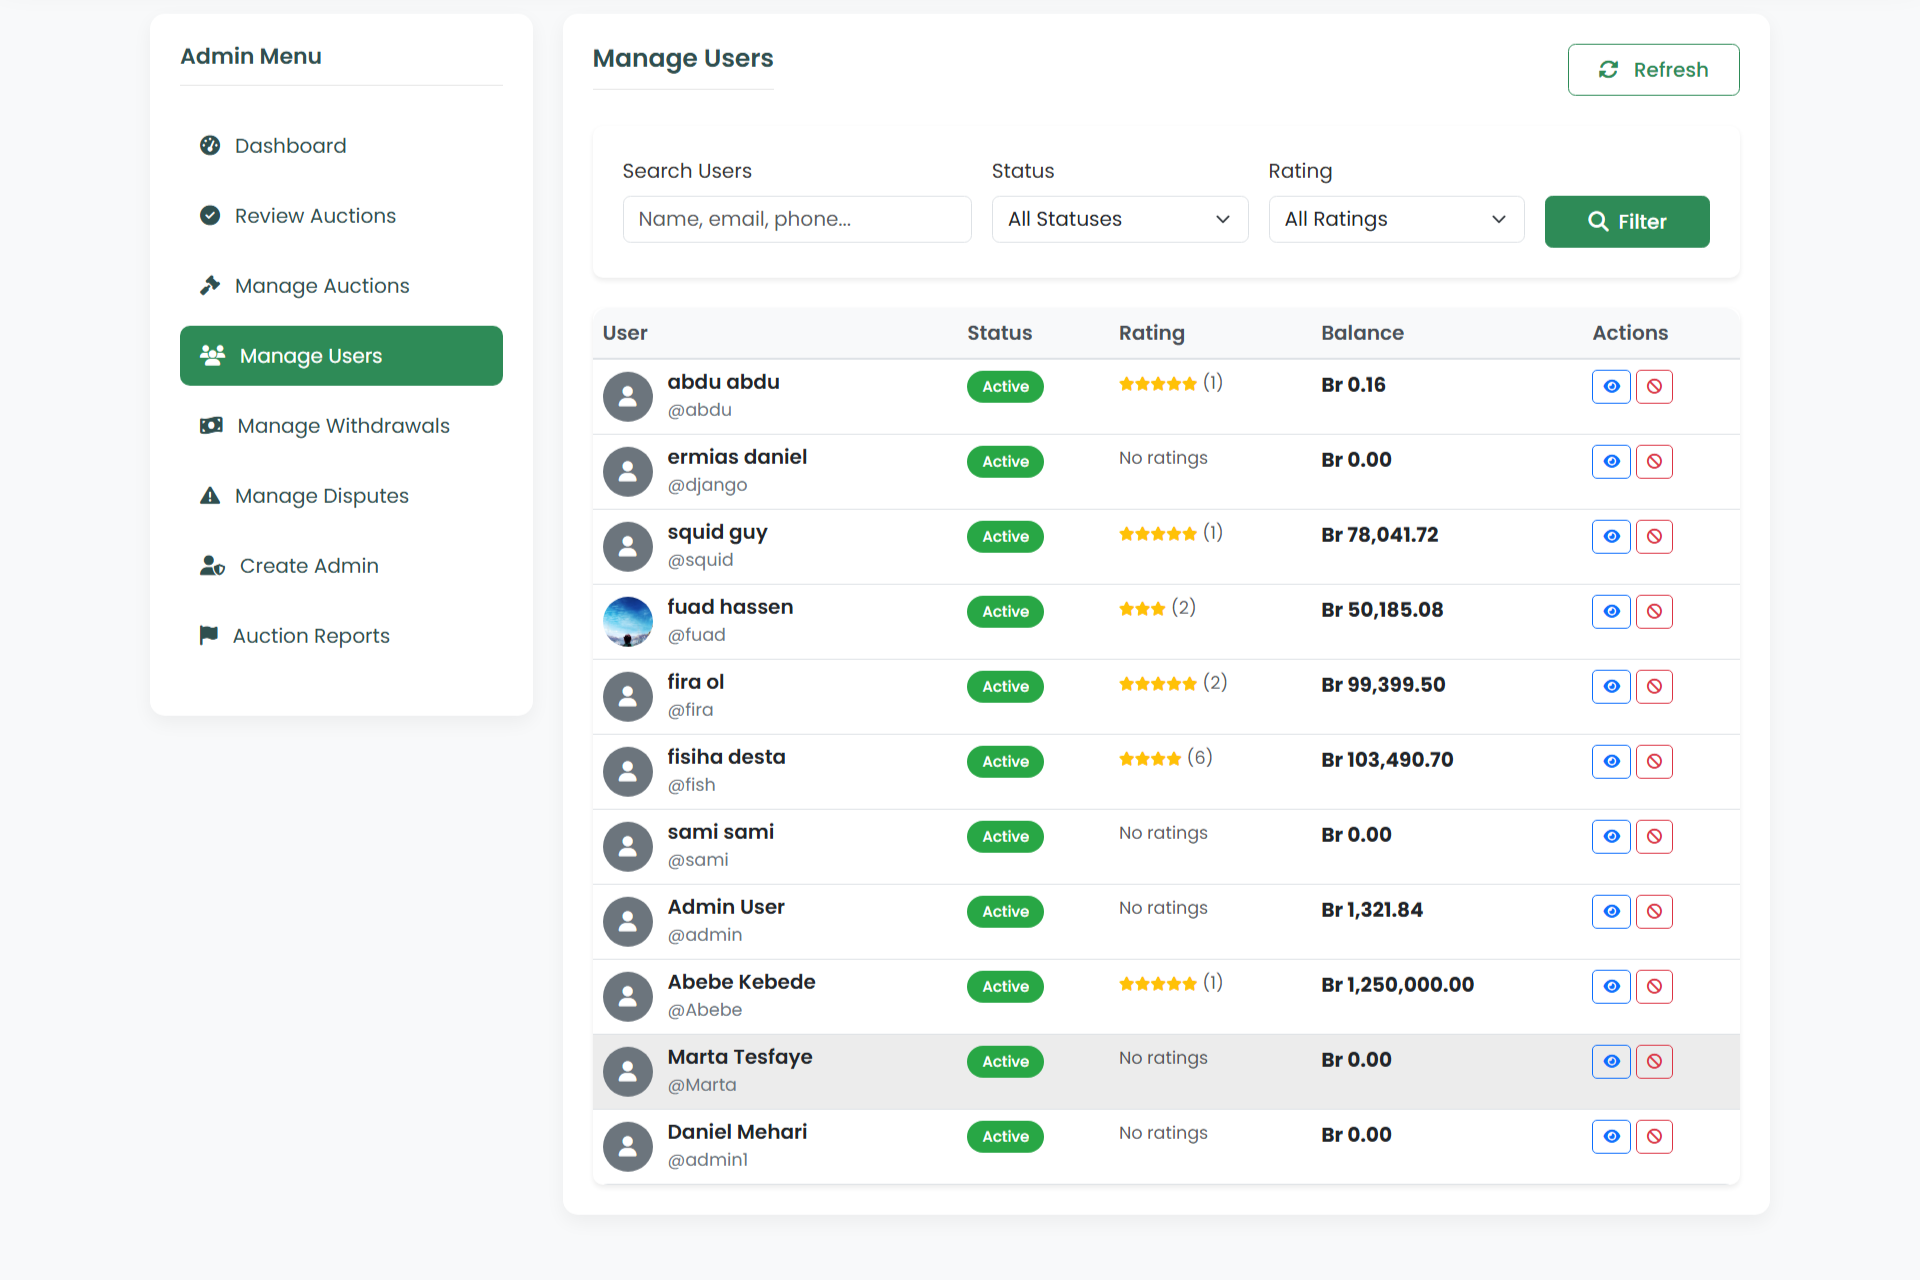 Admin Menu
Dashboard
Review Auctions
Manage Auctions
Manage Users
Manage Withdrawals
Manage Disputes
Create Admin
Auction Reports
Manage Users
Refresh
Search Users
Status
Rating
Name, email, phone...
All Statuses
All Ratings
Filter
User Status Rating Balance Actions
abdu abdu Active (1) Br 0.16
@abdu
ermias daniel Active No ratings Br 0.00
@django
squid guy Active (1) Br 78,041.72
@squid
fuad hassen Active (2) Br 50,185.08
@fuad
fira ol Active (2) Br 99,399.50
@fira
fisiha desta Active (6) Br 103,490.70
@fish
sami sami Active No ratings Br 0.00
@sami
Admin User Active No ratings Br 1,321.84
@admin
Abebe Kebede Active (1) Br 1,250,000.00
@Abebe
Marta Tesfaye Active No ratings Br 0.00
@Marta
Daniel Mehari Active No ratings Br 0.00
@admin1